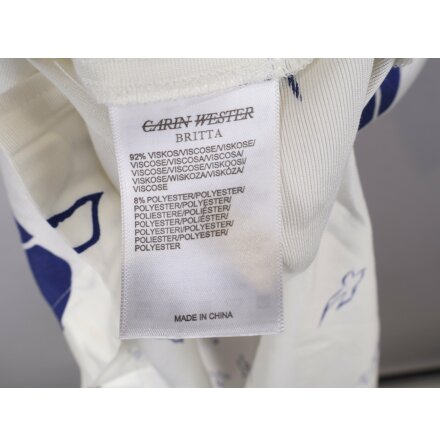 CARIN WESTER
BRITTA
92% VISKOS/VISCOSE/VISKOSE/
VISCOSE/VISCOSA/VISCOSA/
VISCOSE/VISCOSE/VISKOOSI/
VISKOSE/WISKOZA/VISKÓZA/
VISCOSE
8% POLYESTER/POLYESTER/
POLYESTER/POLYESTER/
POLIESTERE/POLIÉSTER/
POLYESTER/POLYESTER/
POLYESTERI/POLYESTER/
POLIESTER/POLYESTER/
POLYESTER
MADE IN CHINA